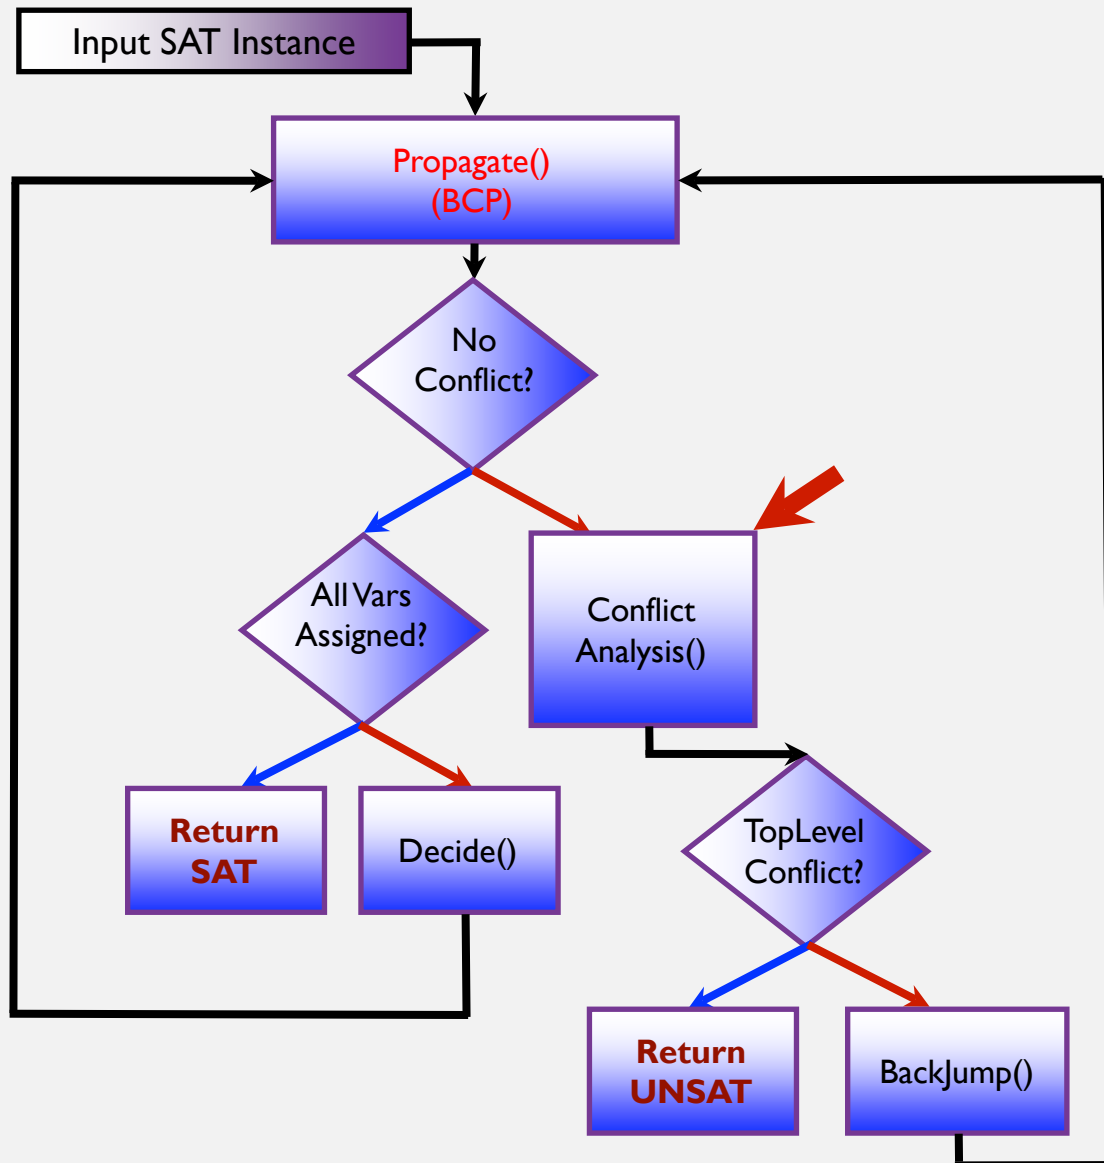 Input SAT Instance
Propagate()
(BCP)
No
Conflict?
All Vars
Assigned?
Conflict
Analysis()
Return
SAT
Decide()
TopLevel
Conflict?
Return
UNSAT
BackJump()